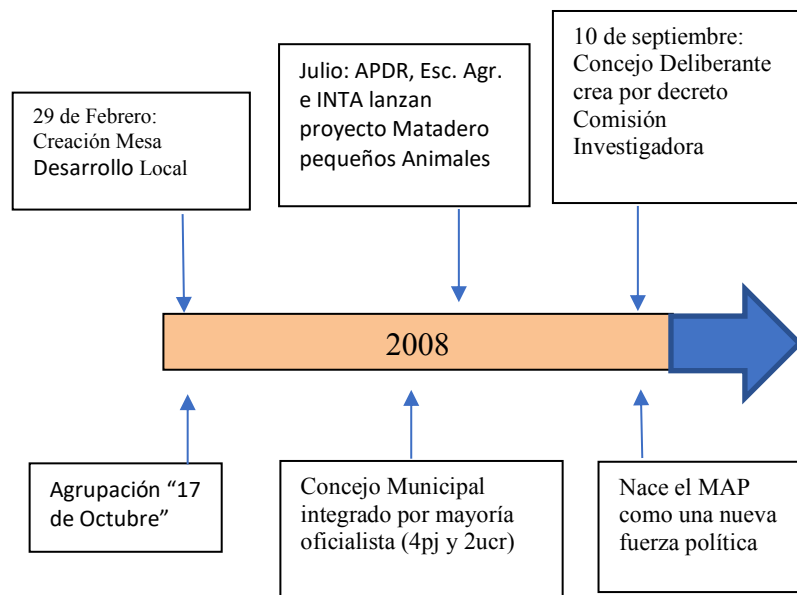 29 de Febrero:
Creación Mesa
Desarrollo Local
Julio: APDR, Esc. Agr.
e INTA lanzan
proyecto Matadero
pequeños Animales
10 de septiembre:
Concejo Deliberante
crea por decreto
Comisión
Investigadora
2008
Agrupación “17
de Octubre”
Concejo Municipal
integrado por mayoría
oficialista (4pj y 2ucr)
Nace el MAP
como una nueva
fuerza política